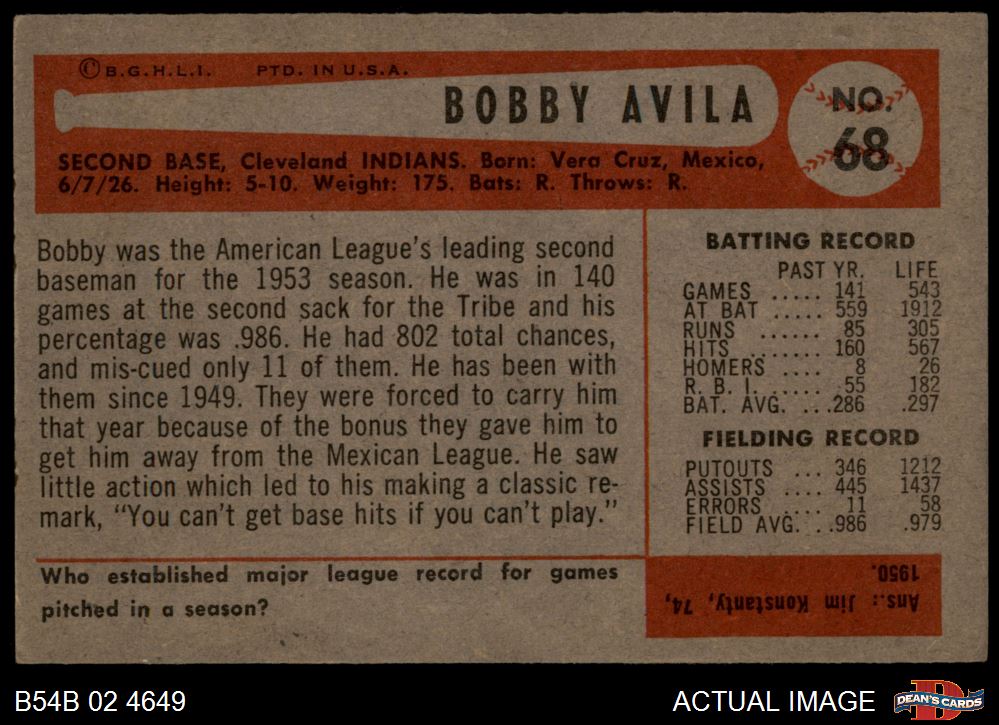 ©B.G.H.L.I. PTD. IN U.S.A.
BOBBY AVILA
NO.
68
SECOND BASE, Cleveland INDIANS. Born: Vera Cruz, Mexico,
6/7/26. Height: 5-10. Weight: 175. Bats: R. Throws: R.
Bobby was the American League's leading second
baseman for the 1953 season. He was in 140
games at the second sack for the Tribe and his
percentage was .986. He had 802 total chances,
and mis-cued only 11 of them. He has been with
them since 1949. They were forced to carry him
that year because of the bonus they gave him to
get him away from the Mexican League. He saw
little action which led to his making a classic re-
mark, "You can't get base hits if you can't play."
BATTING RECORD
PAST YR. LIFE
GAMES ..... 141 543
AT BAT ..... 559 1912
RUNS ...... 85 305
HITS ....... 160 567
HOMERS .... 8 26
R. B. I. ..... 55 182
BAT. AVG. ...286 .297
FIELDING RECORD
PUTOUTS ... 346 1212
ASSISTS .... 445 1437
ERRORS .... 11 58
FIELD AVG. ..986 .979
Who established major league record for games
pitched in a season?
Ans.: Jim Konstanty, '74,
1950.
B54B 02 4649
ACTUAL IMAGE
DEAN'S CARDS